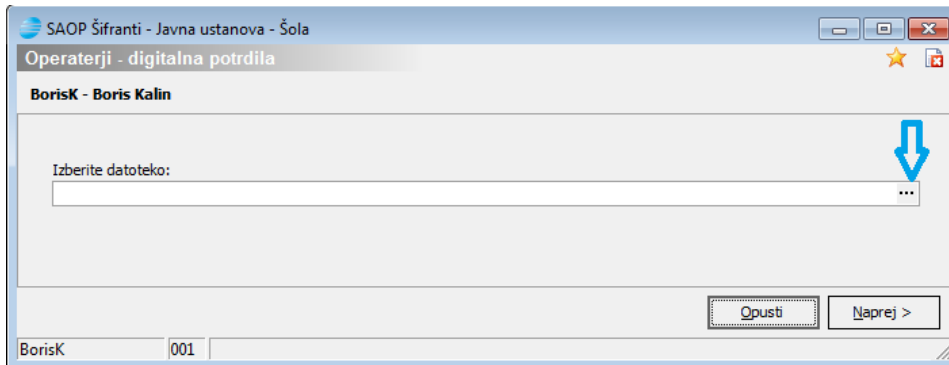 SAOP Šifranti - Javna ustanova - Šola
Operaterji - digitalna potrdila
BorisK - Boris Kalin
Izberite datoteko:
...
Opusti
Naprej >
BorisK 001